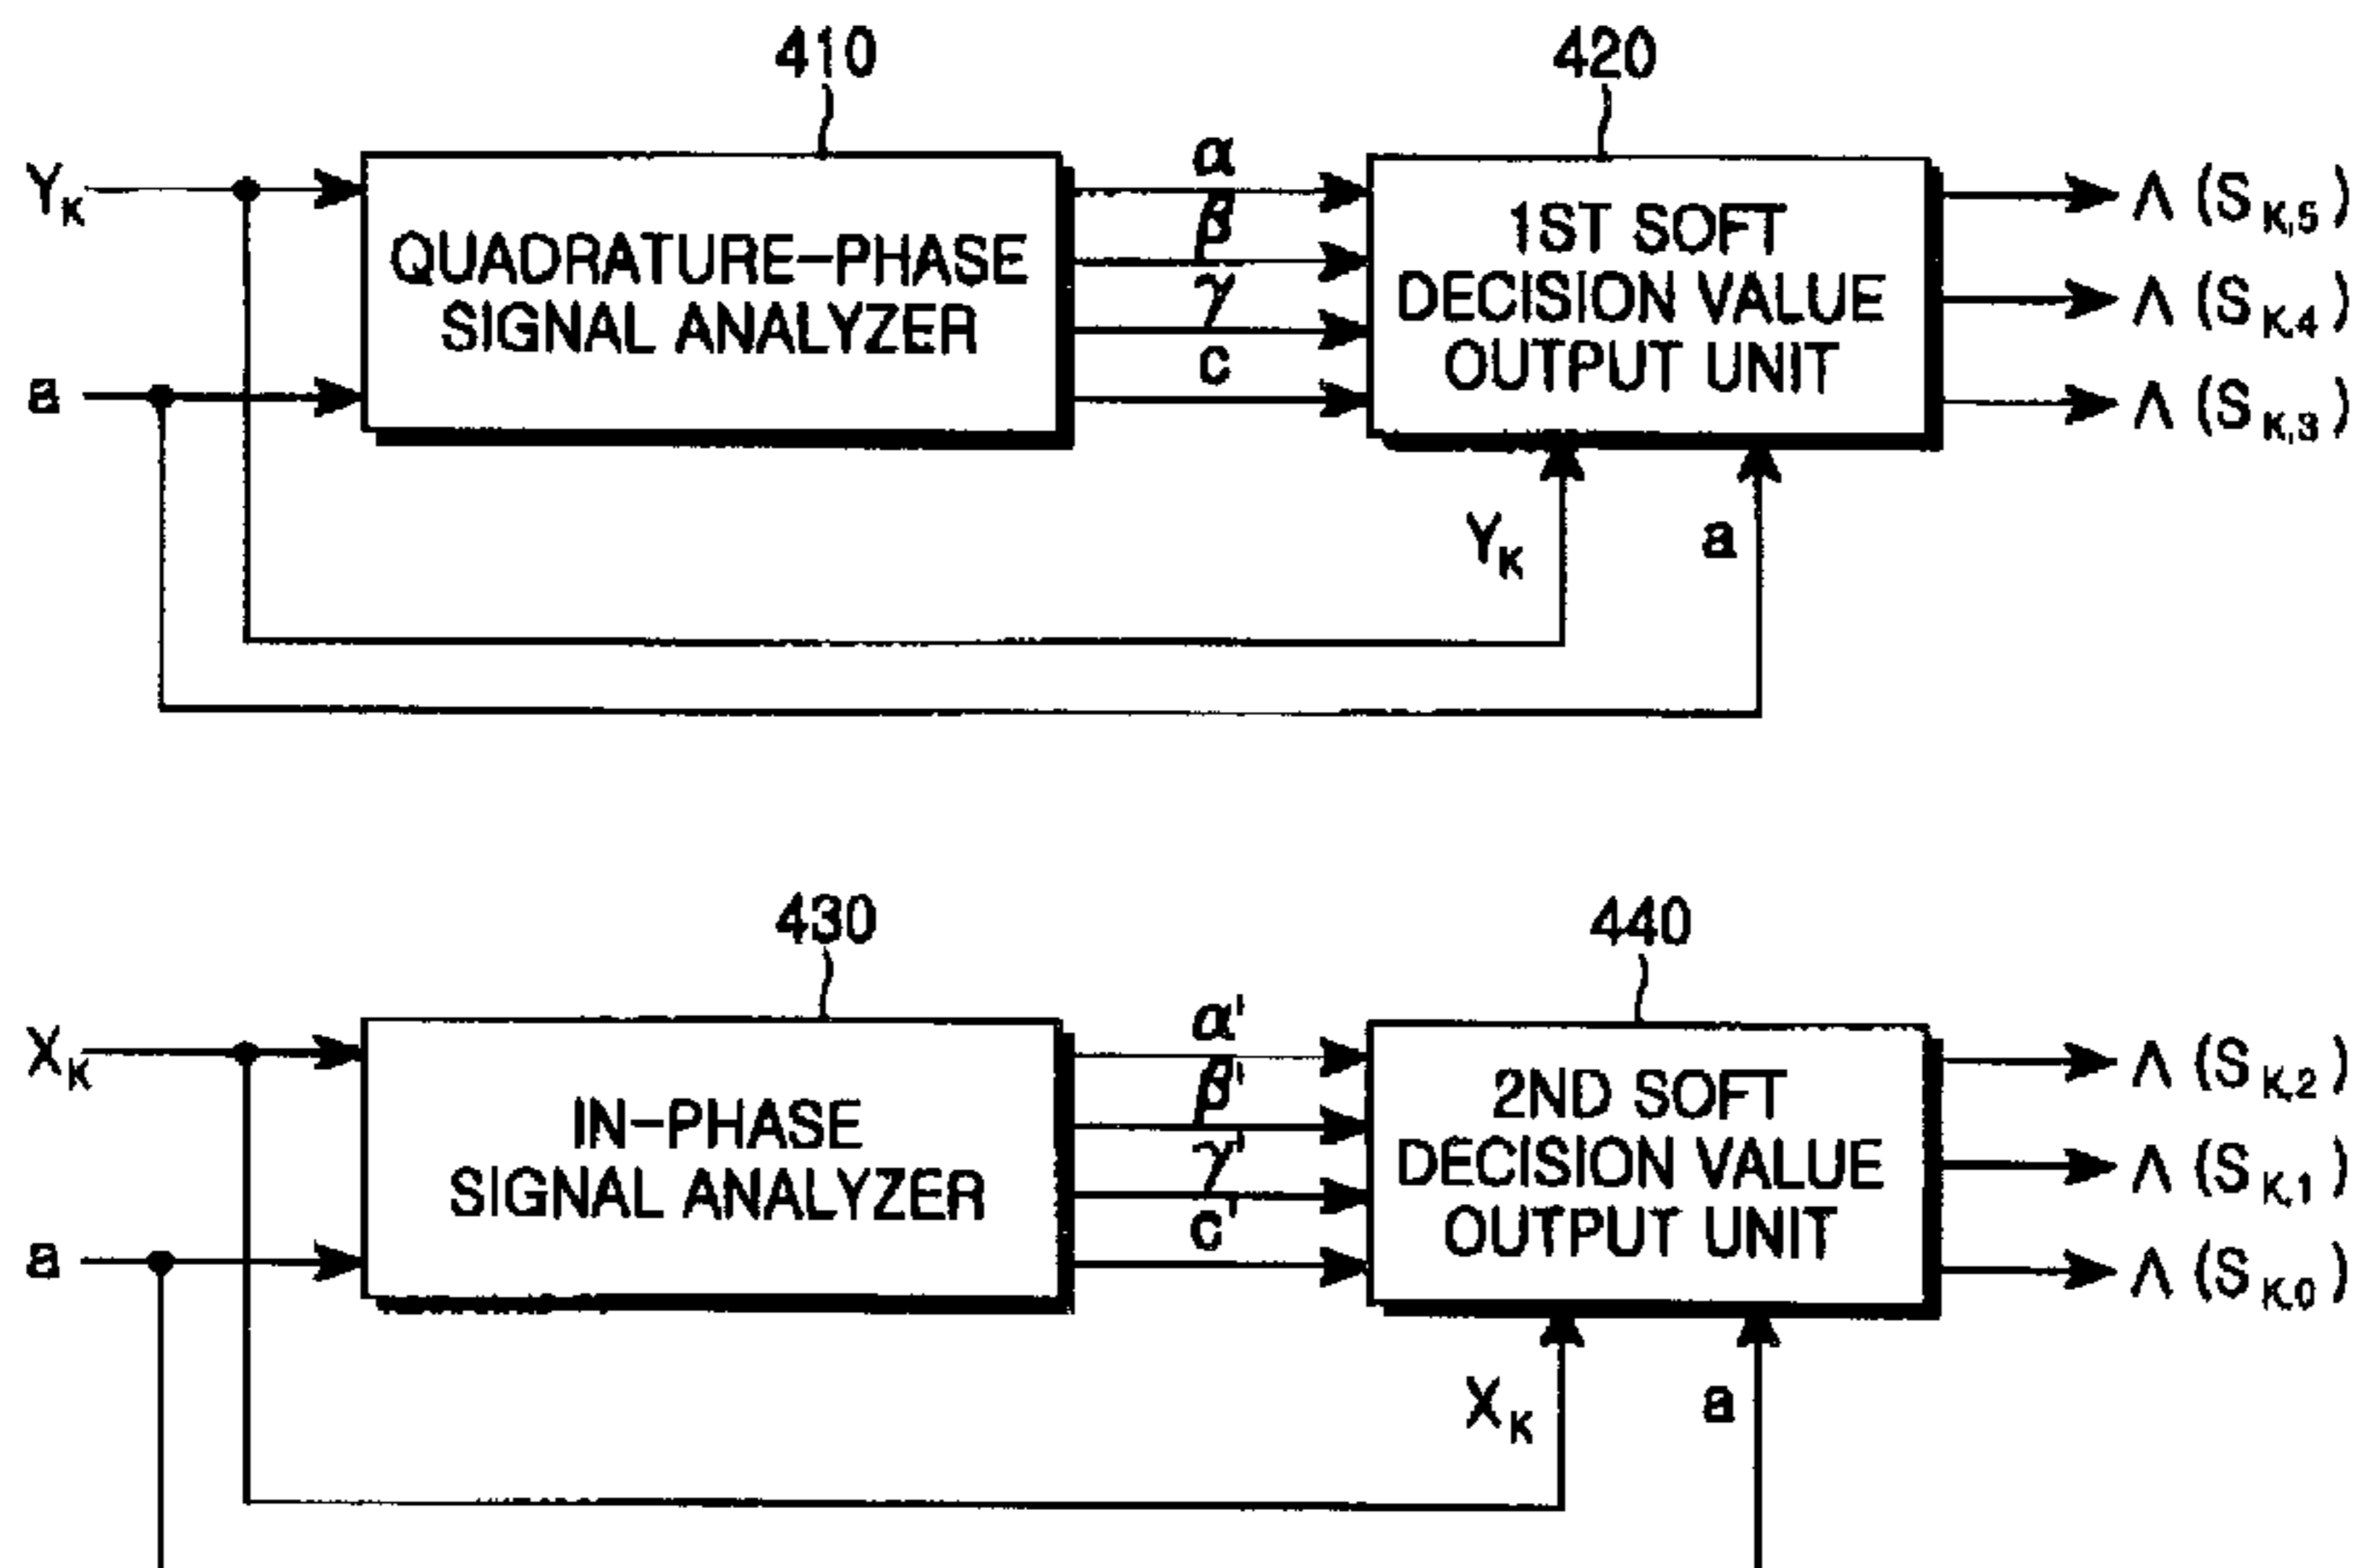 410
420
Y_K
QUADRATURE-PHASE
SIGNAL ANALYZER
a
α
β
γ
c
1ST SOFT
DECISION VALUE
OUTPUT UNIT
Λ (S_K,5)
Λ (S_K,4)
Λ (S_K,3)
Y_K
a
430
440
X_K
IN-PHASE
SIGNAL ANALYZER
a
α'
β'
γ'
c'
2ND SOFT
DECISION VALUE
OUTPUT UNIT
Λ (S_K,2)
Λ (S_K,1)
Λ (S_K,0)
X_K
a